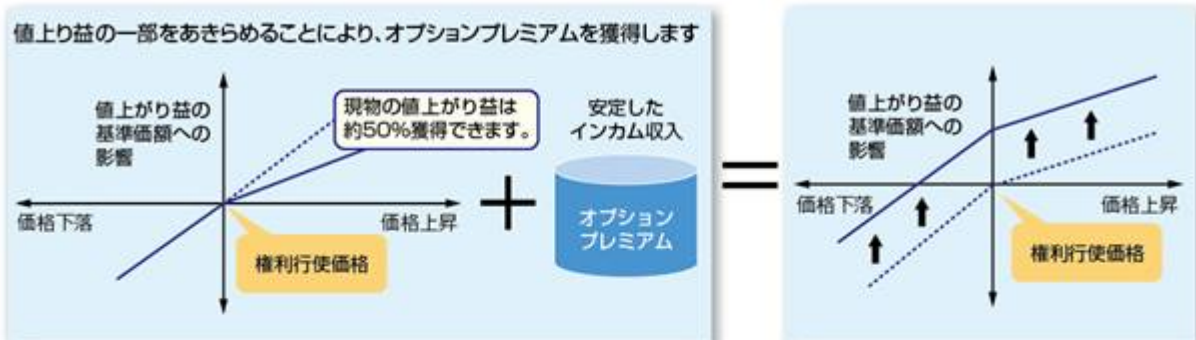 値上り益の一部をあきらめることにより、オプションプレミアムを獲得します
値上がり益の
基準価額への
影響
現物の値上がり益は
約50%獲得できます。
価格下落
価格上昇
権利行使価格
安定した
インカム収入
オプション
プレミアム
値上がり益の
基準価額への
影響
価格下落
価格上昇
権利行使価格